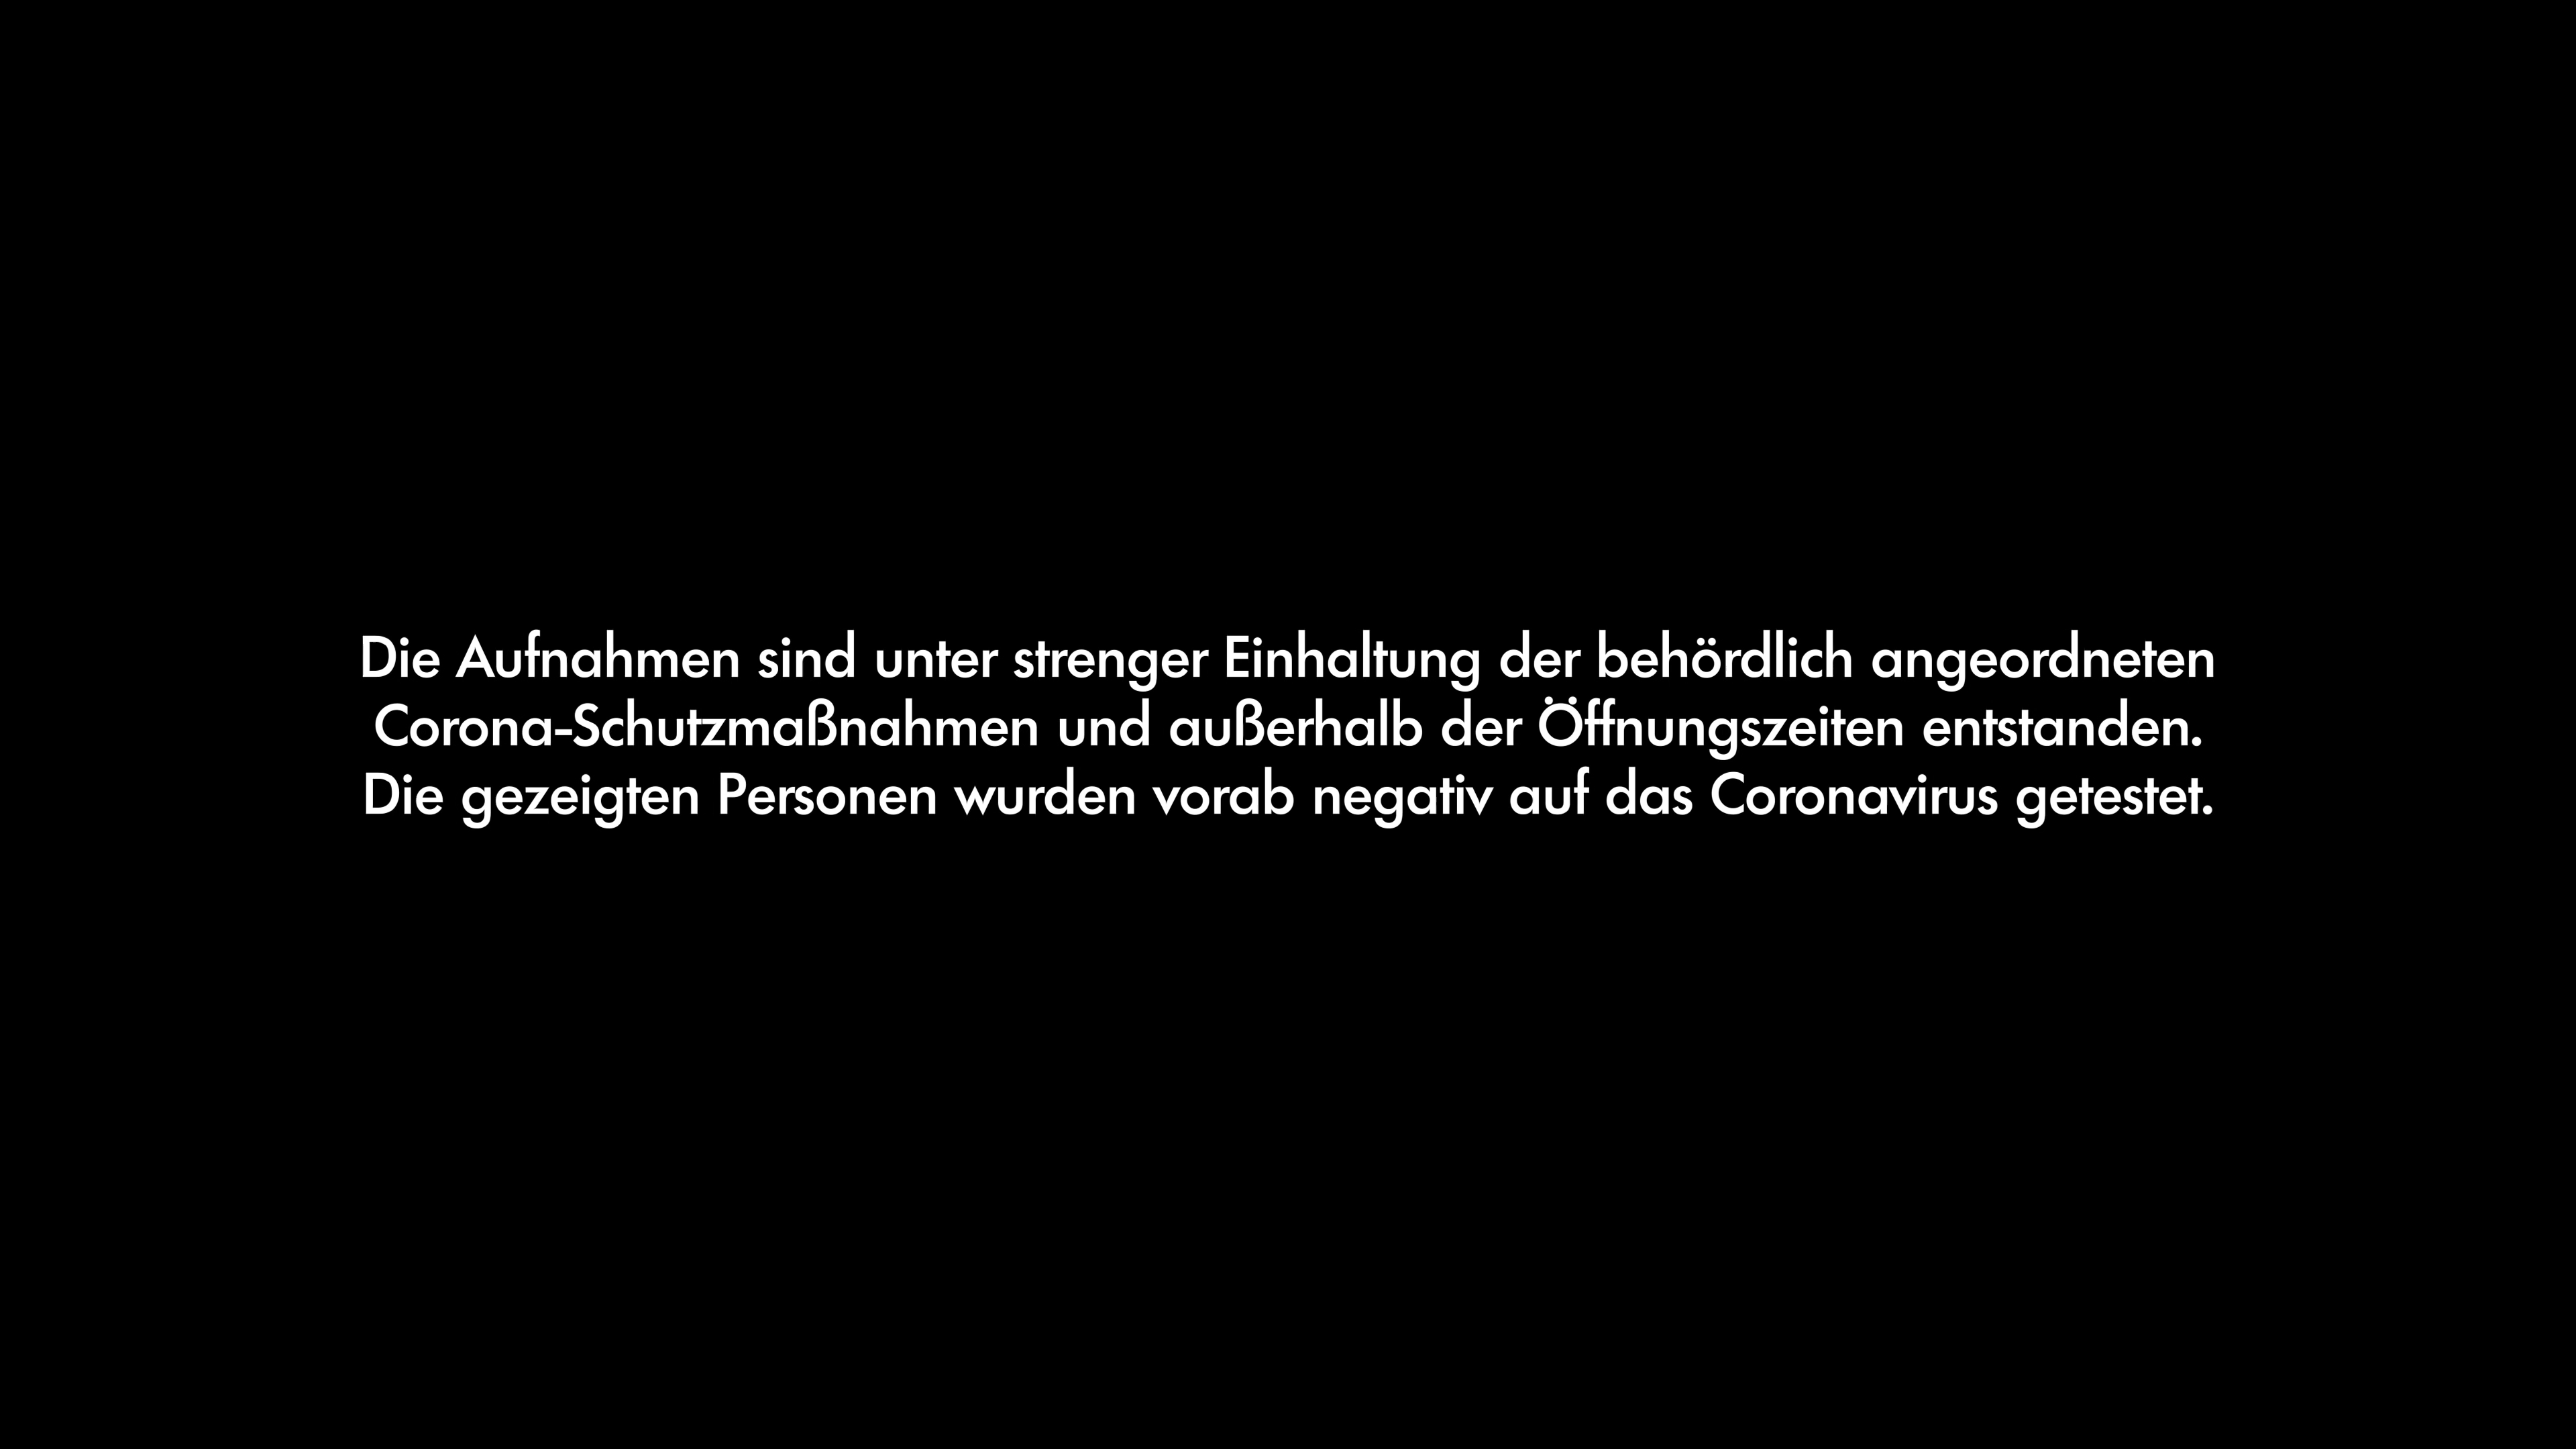 Die Aufnahmen sind unter strenger Einhaltung der behördlich angeordneten
Corona-Schutzmaßnahmen und außerhalb der Öffnungszeiten entstanden.
Die gezeigten Personen wurden vorab negativ auf das Coronavirus getestet.